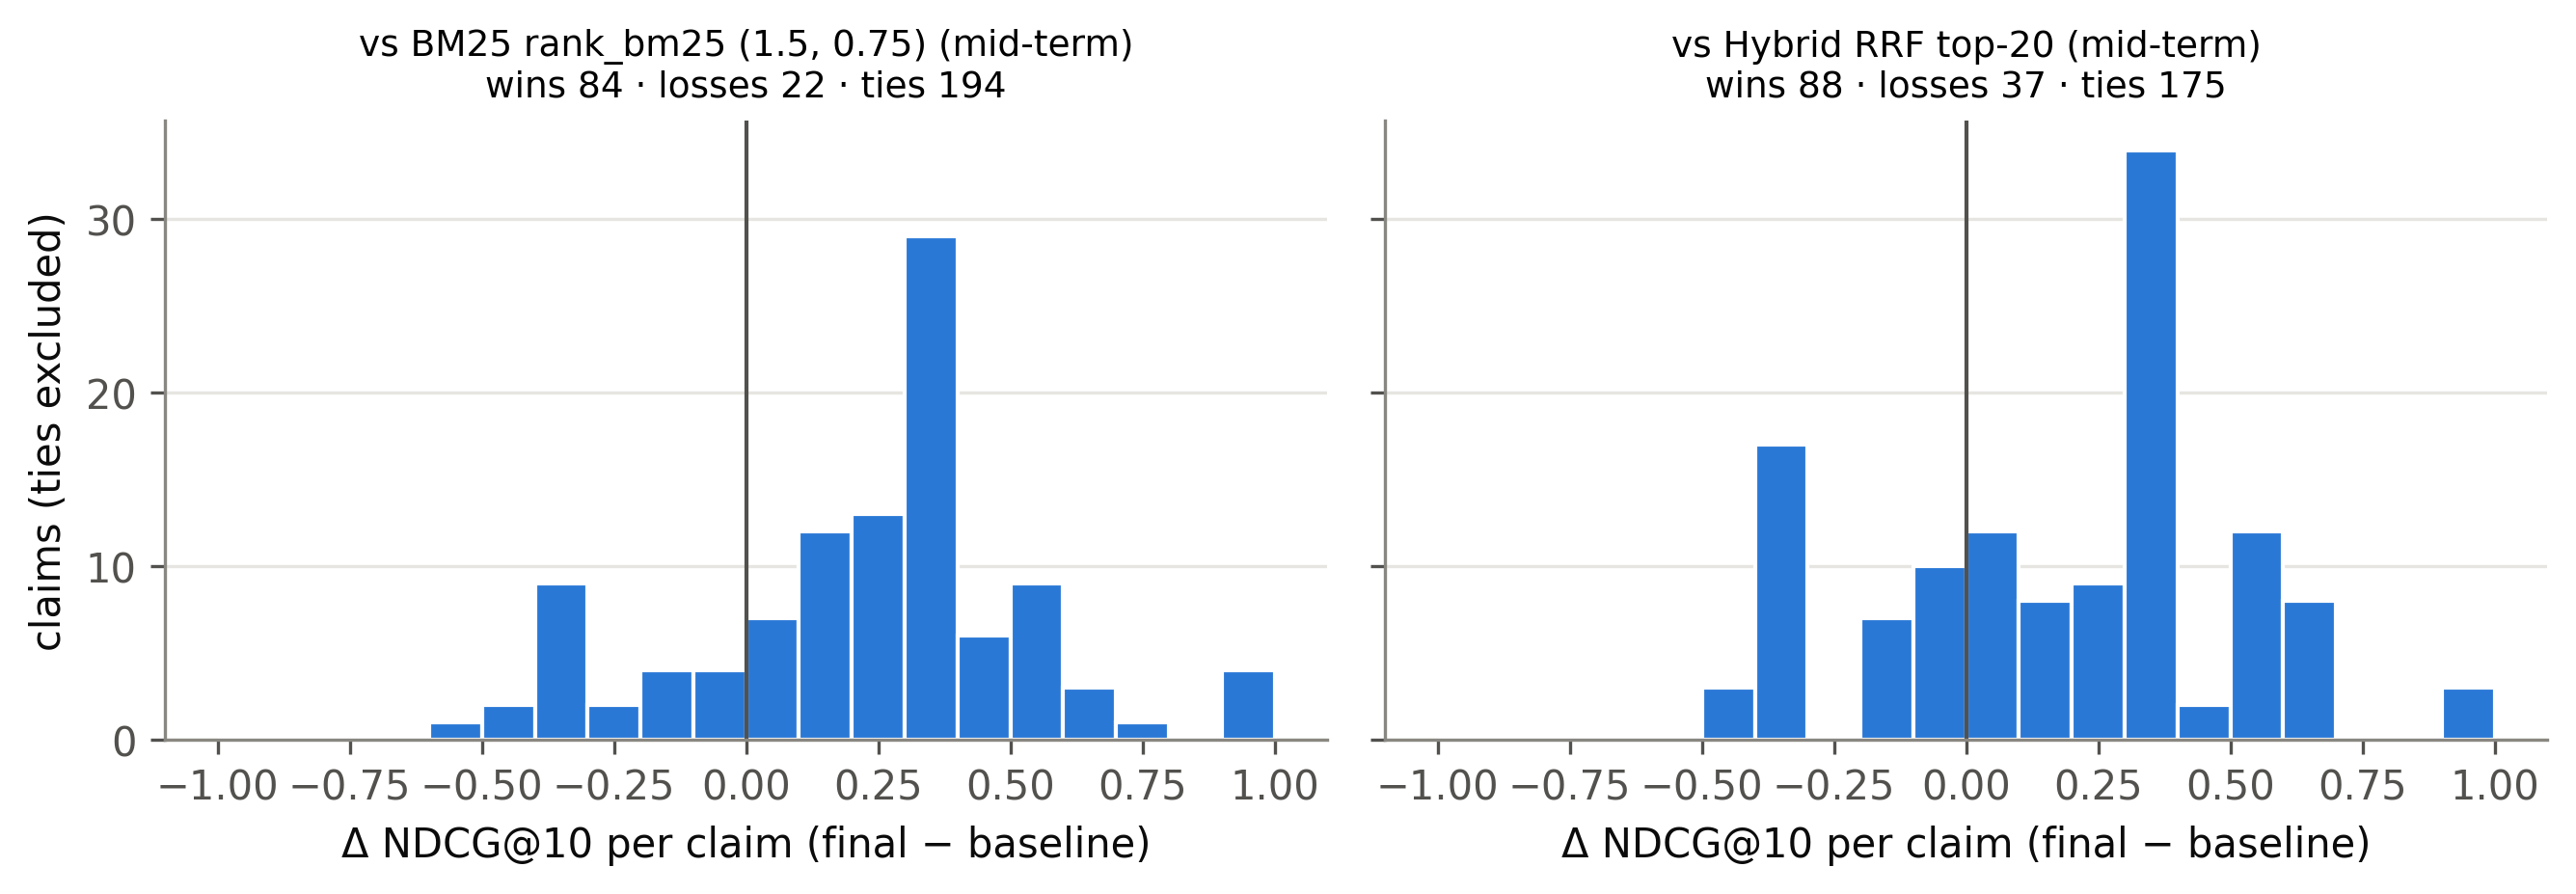 vs BM25 rank_bm25 (1.5, 0.75) (mid-term)
wins 84 · losses 22 · ties 194
claims (ties excluded)
30
20
10
0
−1.00 −0.75 −0.50 −0.25 0.00 0.25 0.50 0.75 1.00
Δ NDCG@10 per claim (final − baseline)
vs Hybrid RRF top-20 (mid-term)
wins 88 · losses 37 · ties 175
−1.00 −0.75 −0.50 −0.25 0.00 0.25 0.50 0.75 1.00
Δ NDCG@10 per claim (final − baseline)